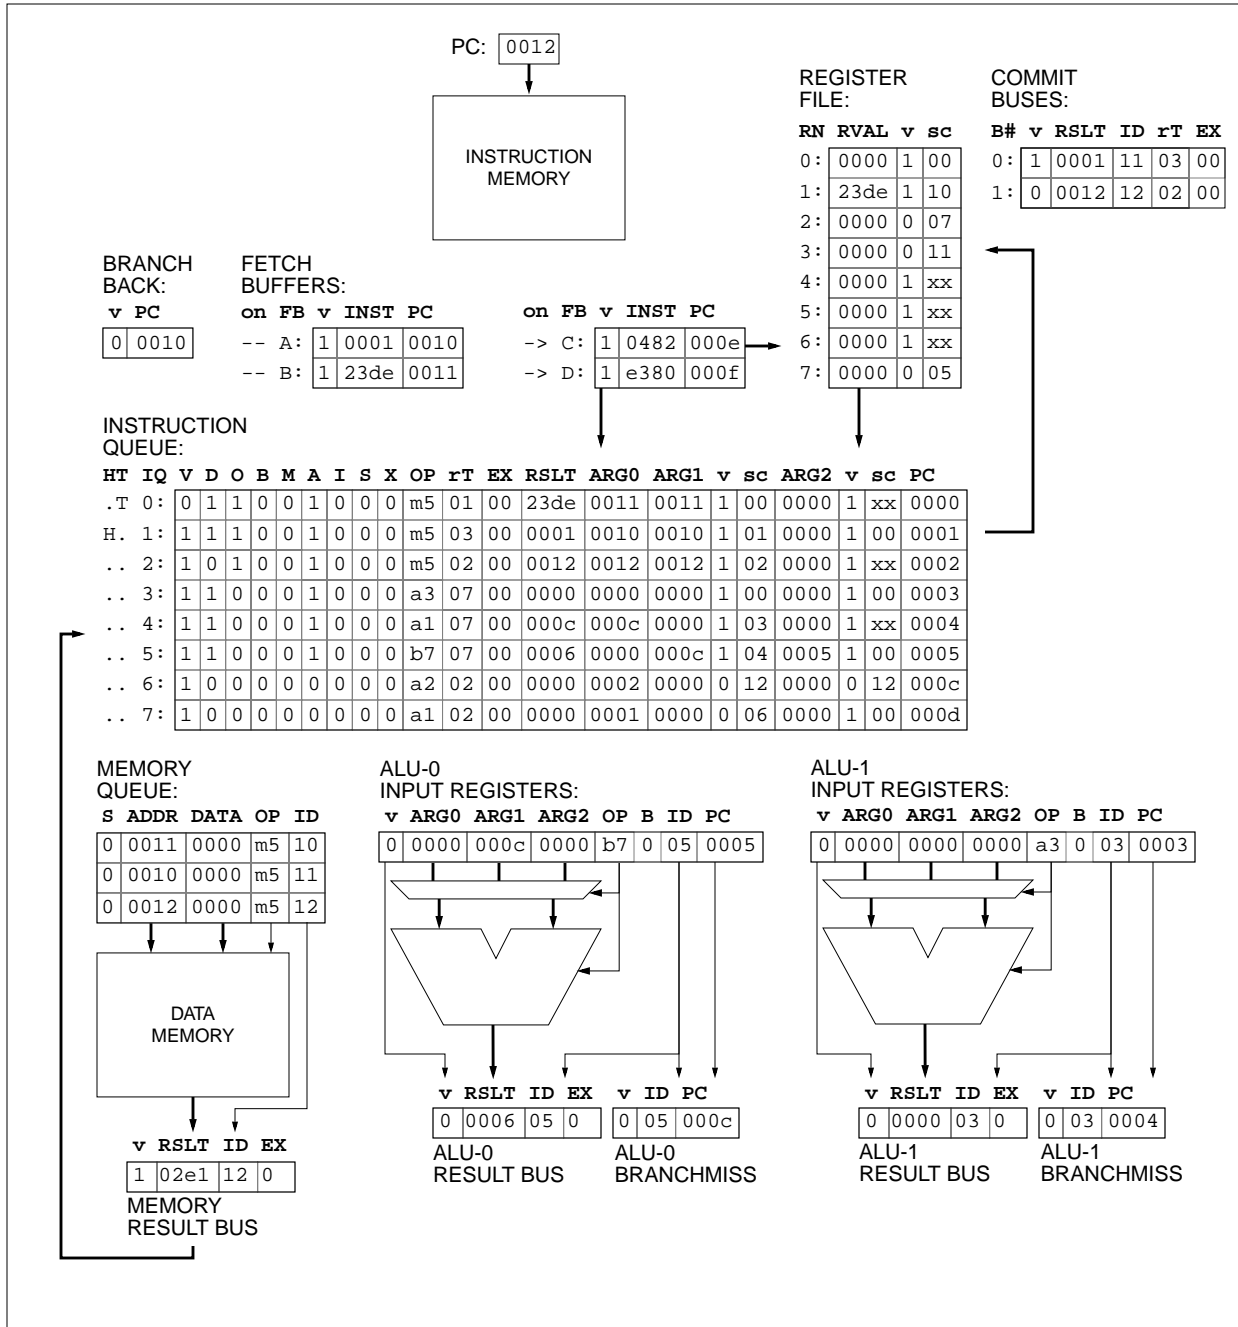 PC: 0012
INSTRUCTION
MEMORY
REGISTER
FILE:
RN RVAL v sc
0: 0000 1 00
1: 23de 1 10
2: 0000 0 07
3: 0000 0 11
4: 0000 1 xx
5: 0000 1 xx
6: 0000 1 xx
7: 0000 0 05
COMMIT
BUSES:
B# v RSLT ID rT EX
0: 1 0001 11 03 00
1: 0 0012 12 02 00
BRANCH
BACK:
v PC
0 0010
FETCH
BUFFERS:
on FB v INST PC
-- A: 1 0001 0010
-- B: 1 23de 0011
on FB v INST PC
-> C: 1 0482 000e
-> D: 1 e380 000f
INSTRUCTION
QUEUE:
HT IQ V D O B M A I S X OP rT EX RSLT ARG0 ARG1 v sc ARG2 v sc PC
.T 0: 0 1 1 0 0 1 0 0 0 m5 01 00 23de 0011 0011 1 00 0000 1 xx 0000
H. 1: 1 1 1 0 0 1 0 0 0 m5 03 00 0001 0010 0010 1 01 0000 1 00 0001
.. 2: 1 0 1 0 0 1 0 0 0 m5 02 00 0012 0012 0012 1 02 0000 1 xx 0002
.. 3: 1 1 0 0 0 1 0 0 0 a3 07 00 0000 0000 0000 1 00 0000 1 00 0003
.. 4: 1 1 0 0 0 1 0 0 0 a1 07 00 000c 000c 0000 1 03 0000 1 xx 0004
.. 5: 1 1 0 0 0 1 0 0 0 b7 07 00 0006 0000 000c 1 04 0005 1 00 0005
.. 6: 1 0 0 0 0 0 0 0 0 a2 02 00 0000 0002 0000 0 12 0000 0 12 000c
.. 7: 1 0 0 0 0 0 0 0 0 a1 02 00 0000 0001 0000 0 06 0000 1 00 000d
MEMORY
QUEUE:
S ADDR DATA OP ID
0 0011 0000 m5 10
0 0010 0000 m5 11
0 0012 0000 m5 12
DATA
MEMORY
v RSLT ID EX
1 02e1 12 0
MEMORY
RESULT BUS
ALU-0
INPUT REGISTERS:
v ARG0 ARG1 ARG2 OP B ID PC
0 0000 000c 0000 b7 0 05 0005
v RSLT ID EX
0 0006 05 0
ALU-0
RESULT BUS
v ID PC
0 05 000c
ALU-0
BRANCHMISS
ALU-1
INPUT REGISTERS:
v ARG0 ARG1 ARG2 OP B ID PC
0 0000 0000 0000 a3 0 03 0003
v RSLT ID EX
0 0000 03 0
ALU-1
RESULT BUS
v ID PC
0 03 0004
ALU-1
BRANCHMISS